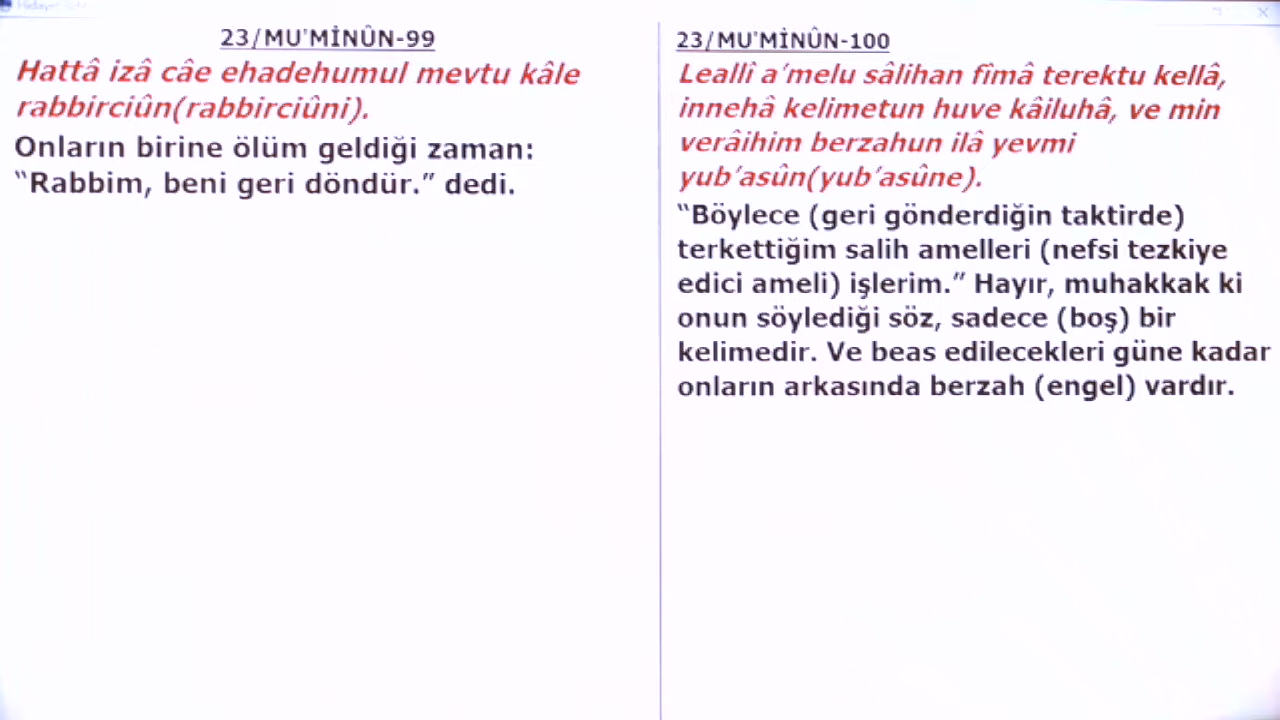 23/MU'MİNÛN-99
Hattâ izâ câe ehadehumul mevtu kâle
rabbirciûn(rabbirciûni).
Onların birine ölüm geldiği zaman:
“Rabbim, beni geri döndür.” dedi.
23/MU'MİNÛN-100
Leallî a’melu sâlihan fîmâ terektu kellâ,
innehâ kelimetun huve kâiluhâ, ve min
verâihim berzahun ilâ yevmi
yub’asûn(yub’asûne).
“Böylece (geri gönderdiğin taktirde)
terkettiğim salih amelleri (nefsi tezkiye
edici ameli) işlerim.” Hayır, muhakkak ki
onun söylediği söz, sadece (boş) bir
kelimedir. Ve beas edilecekleri güne kadar
onların arkasında berzah (engel) vardır.